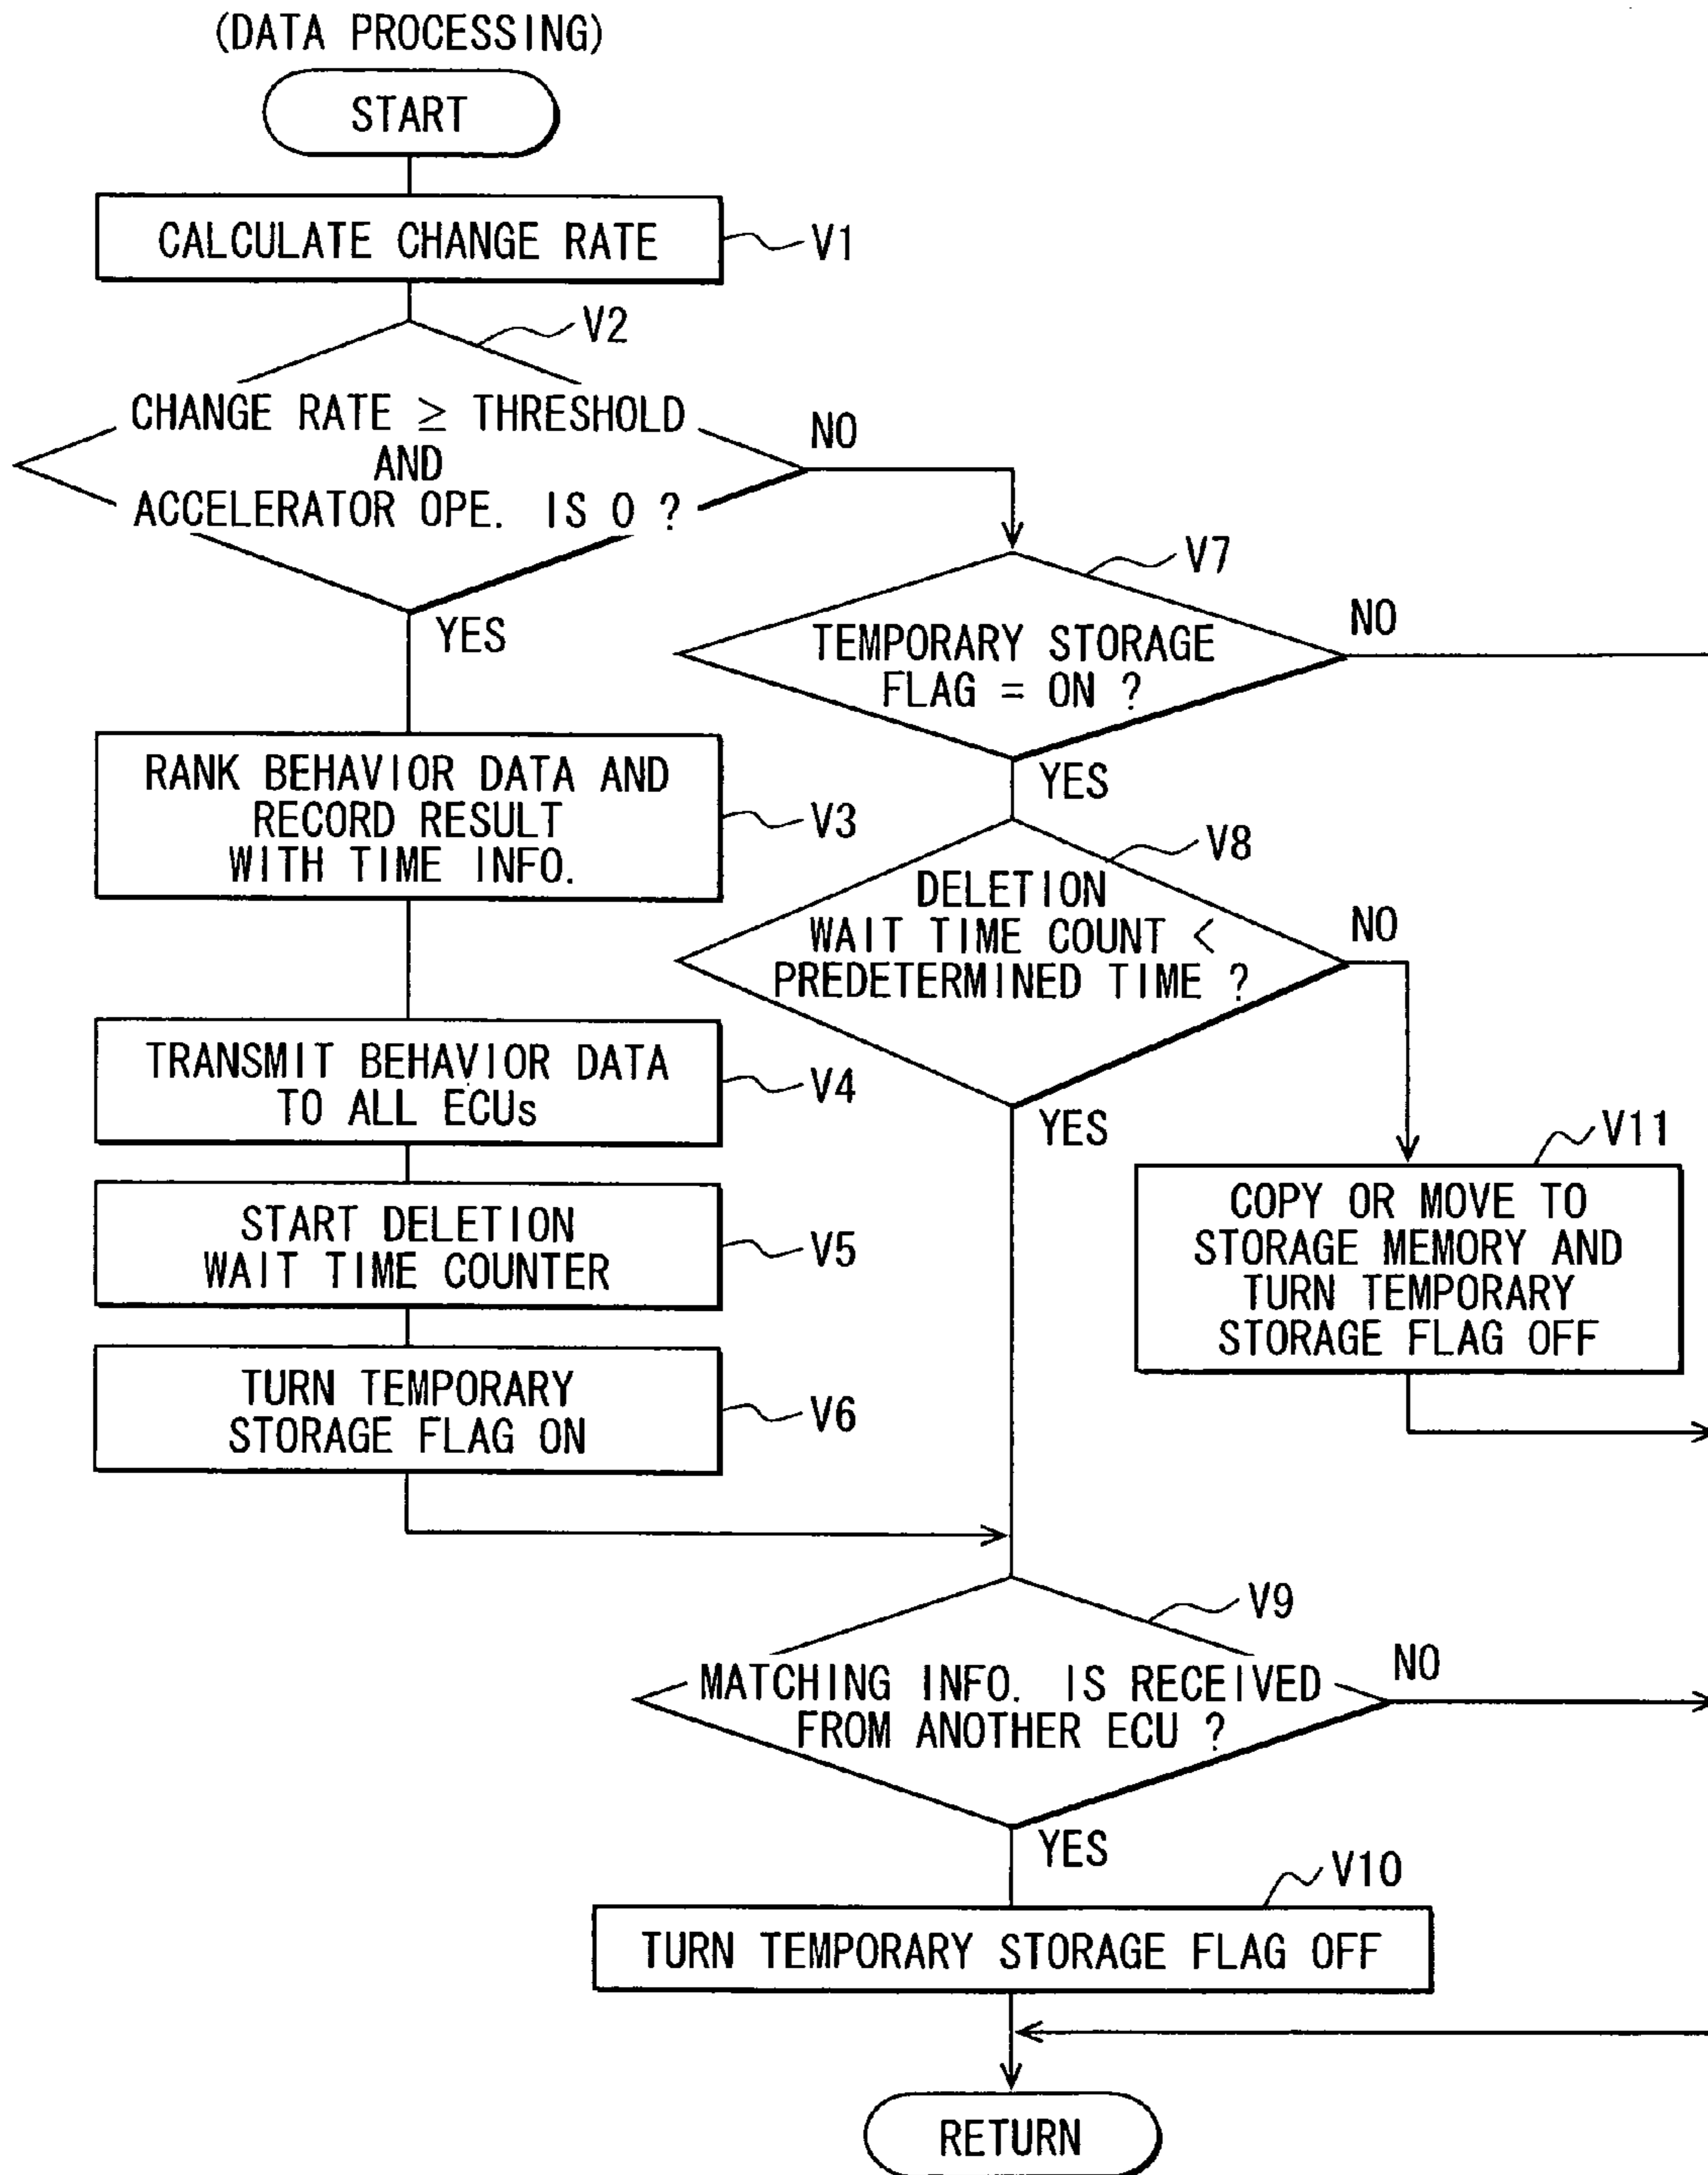 (DATA PROCESSING)
START
CALCULATE CHANGE RATE
V1
V2
CHANGE RATE ≥ THRESHOLD
AND
ACCELERATOR OPE. IS 0 ?
NO
YES
V7
TEMPORARY STORAGE
FLAG = ON ?
NO
YES
RANK BEHAVIOR DATA AND
RECORD RESULT
WITH TIME INFO.
V3
V8
DELETION
WAIT TIME COUNT <
PREDETERMINED TIME ?
NO
YES
TRANSMIT BEHAVIOR DATA
TO ALL ECUs
V4
V11
COPY OR MOVE TO
STORAGE MEMORY AND
TURN TEMPORARY
STORAGE FLAG OFF
START DELETION
WAIT TIME COUNTER
V5
TURN TEMPORARY
STORAGE FLAG ON
V6
V9
MATCHING INFO. IS RECEIVED
FROM ANOTHER ECU ?
NO
YES
V10
TURN TEMPORARY STORAGE FLAG OFF
RETURN